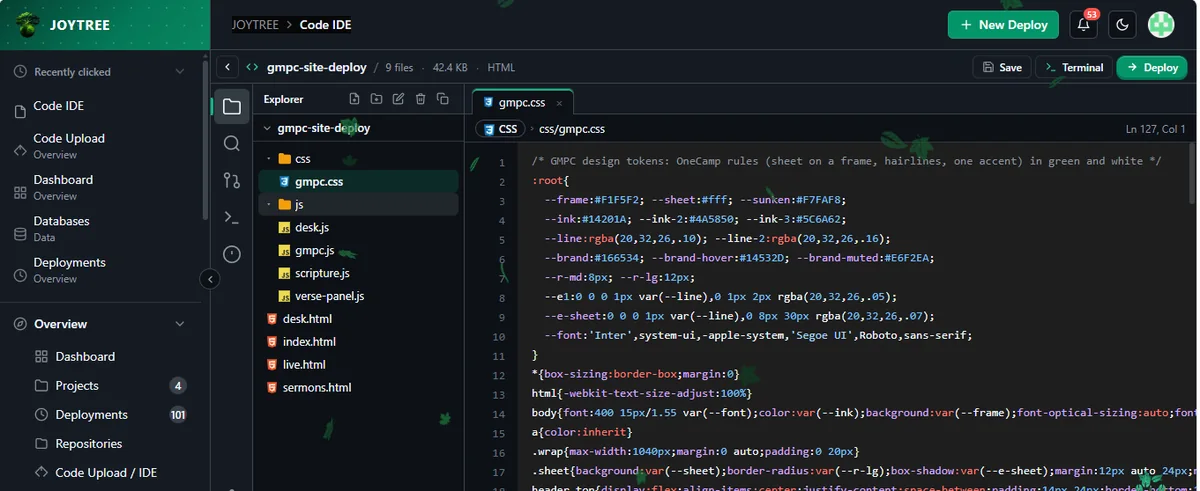 JOYTREE
JOYTREE > Code IDE
+ New Deploy
53
Recently clicked
Code IDE
Code Upload
Overview
Dashboard
Overview
Databases
Data
Deployments
Overview
Overview
Dashboard
Projects 4
Deployments 101
Repositories
Code Upload / IDE
gmpc-site-deploy / 9 files · 42.4 KB · HTML
Save
Terminal
Deploy
Explorer
gmpc-site-deploy
css
gmpc.css
js
desk.js
gmpc.js
scripture.js
verse-panel.js
desk.html
index.html
live.html
sermons.html
gmpc.css ×
CSS › css/gmpc.css
Ln 127, Col 1
1 /* GMPC design tokens: OneCamp rules (sheet on a frame, hairlines, one accent) in green and white */
2 :root{
3 --frame:#F1F5F2; --sheet:#fff; --sunken:#F7FAF8;
4 --ink:#14201A; --ink-2:#4A5850; --ink-3:#5C6A62;
5 --line:rgba(20,32,26,.10); --line-2:rgba(20,32,26,.16);
6 --brand:#166534; --brand-hover:#14532D; --brand-muted:#E6F2EA;
7 --r-md:8px; --r-lg:12px;
8 --e1:0 0 0 1px var(--line),0 1px 2px rgba(20,32,26,.05);
9 --e-sheet:0 0 0 1px var(--line),0 8px 30px rgba(20,32,26,.07);
10 --font:'Inter',system-ui,-apple-system,'Segoe UI',Roboto,sans-serif;
11 }
12 *{box-sizing:border-box;margin:0}
13 html{-webkit-text-size-adjust:100%}
14 body{font:400 15px/1.55 var(--font);color:var(--ink);background:var(--frame);font-optical-sizing:auto;font
15 a{color:inherit}
16 .wrap{max-width:1040px;margin:0 auto;padding:0 20px}
17 .sheet{background:var(--sheet);border-radius:var(--r-lg);box-shadow:var(--e-sheet);margin:12px auto 24px;